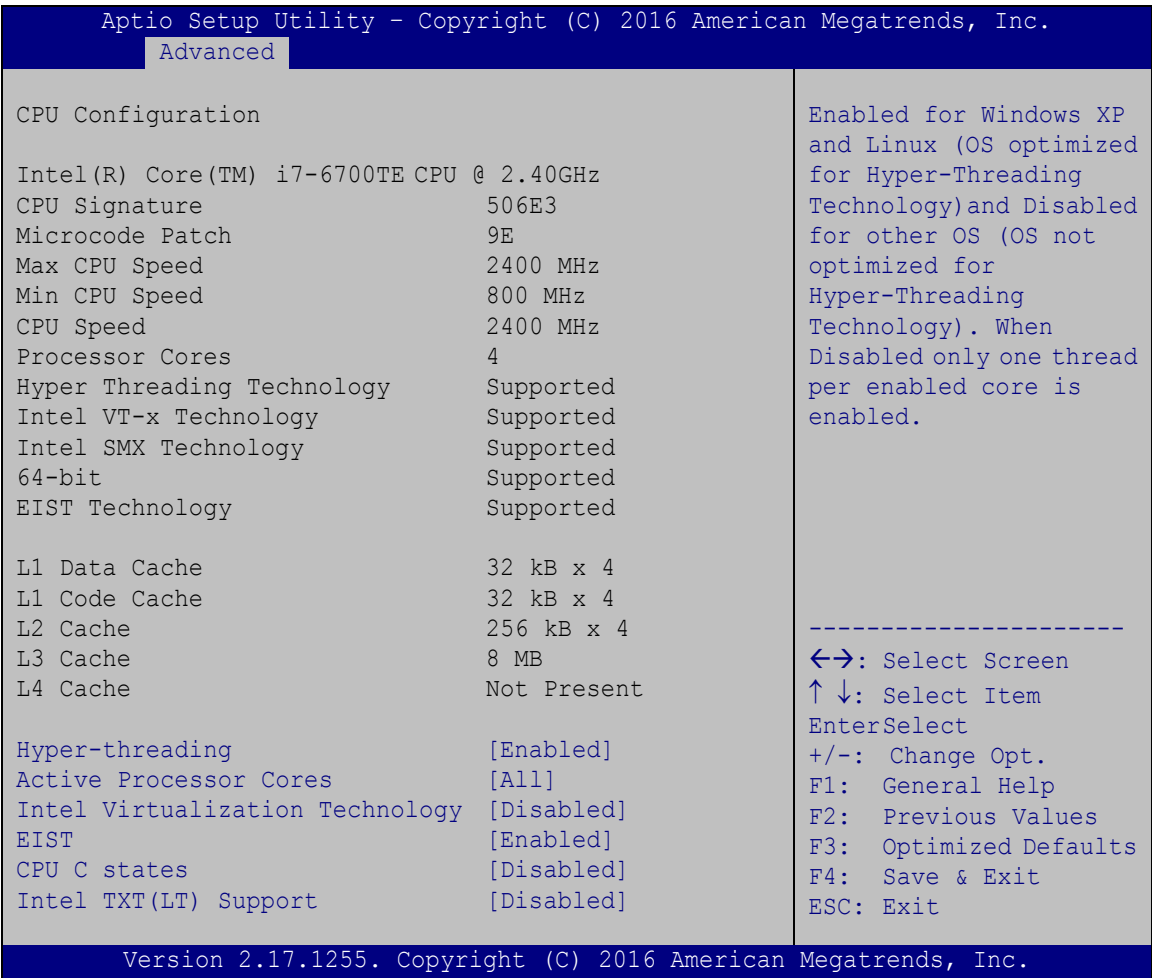 Aptio Setup Utility – Copyright (C) 2016 American Megatrends, Inc.
Advanced
CPU Configuration
Intel(R) Core(TM) i7-6700TE CPU @ 2.40GHz
CPU Signature 506E3
Microcode Patch 9E
Max CPU Speed 2400 MHz
Min CPU Speed 800 MHz
CPU Speed 2400 MHz
Processor Cores 4
Hyper Threading Technology Supported
Intel VT-x Technology Supported
Intel SMX Technology Supported
64-bit Supported
EIST Technology Supported
L1 Data Cache 32 kB x 4
L1 Code Cache 32 kB x 4
L2 Cache 256 kB x 4
L3 Cache 8 MB
L4 Cache Not Present
Hyper-threading [Enabled]
Active Processor Cores [All]
Intel Virtualization Technology [Disabled]
EIST [Enabled]
CPU C states [Disabled]
Intel TXT(LT) Support [Disabled]
Enabled for Windows XP
and Linux (OS optimized
for Hyper-Threading
Technology)and Disabled
for other OS (OS not
optimized for
Hyper-Threading
Technology). When
Disabled only one thread
per enabled core is
enabled.
----------------------
←→: Select Screen
↑ ↓: Select Item
EnterSelect
+/-: Change Opt.
F1: General Help
F2: Previous Values
F3: Optimized Defaults
F4: Save & Exit
ESC: Exit
Version 2.17.1255. Copyright (C) 2016 American Megatrends, Inc.